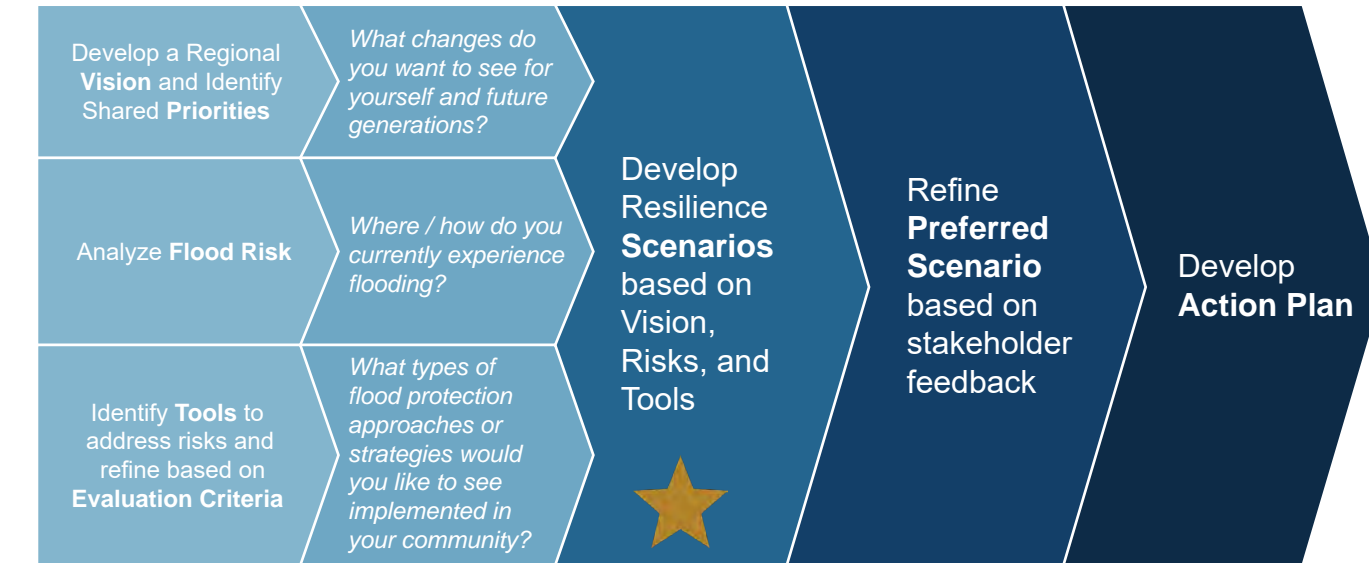 Develop a Regional
Vision and Identify
Shared Priorities
What changes do
you want to see for
yourself and future
generations?
Analyze Flood Risk
Where / how do you
currently experience
flooding?
Identify Tools to
address risks and
refine based on
Evaluation Criteria
What types of
flood protection
approaches or
strategies would
you like to see
implemented in
your community?
Develop
Resilience
Scenarios
based on
Vision,
Risks, and
Tools
Refine
Preferred
Scenario
based on
stakeholder
feedback
Develop
Action Plan